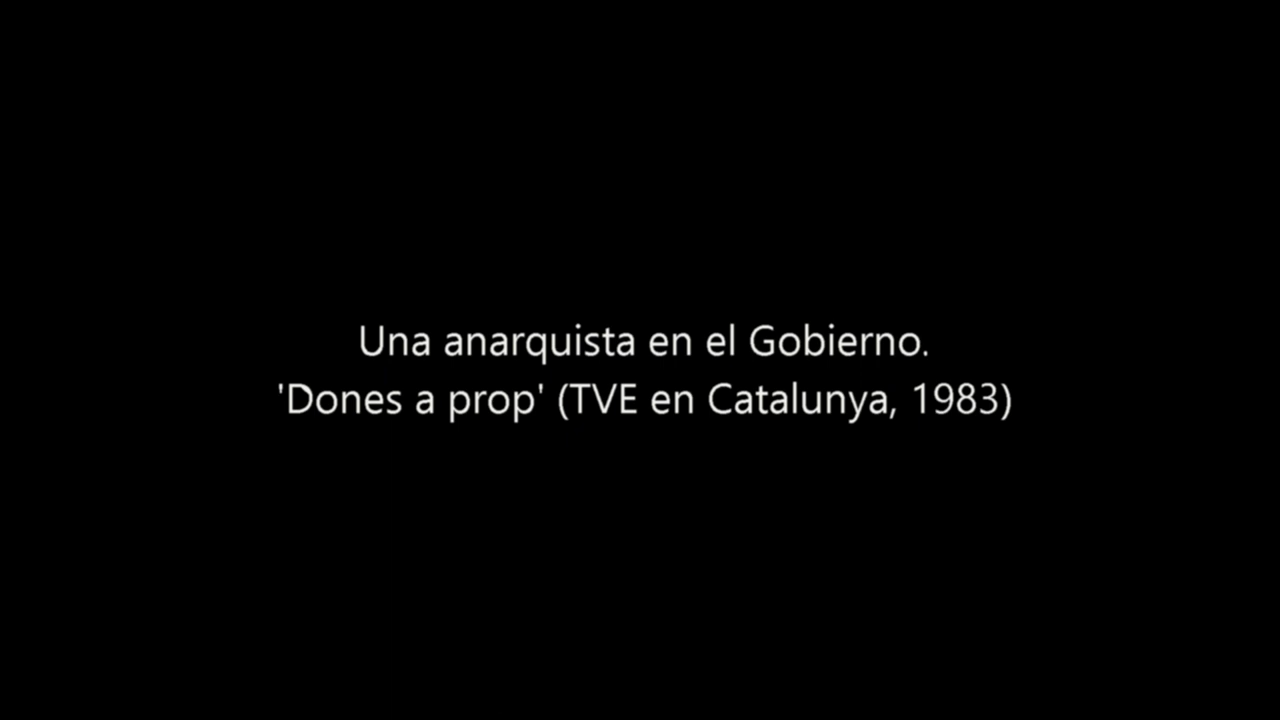 Una anarquista en el Gobierno.
'Dones a prop' (TVE en Catalunya, 1983)